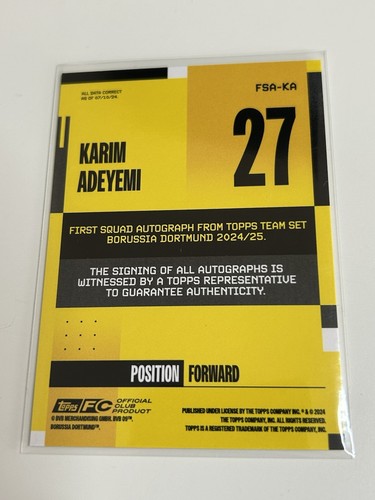 ALL DATA CORRECT
AS OF 07/15/24.
FSA-KA
27
KARIM
ADEYEMI
FIRST SQUAD AUTOGRAPH FROM TOPPS TEAM SET
BORUSSIA DORTMUND 2024/25.
THE SIGNING OF ALL AUTOGRAPHS IS
WITNESSED BY A TOPPS REPRESENTATIVE
TO GUARANTEE AUTHENTICITY.
POSITION FORWARD
TOPPS FC OFFICIAL
CLUB
PRODUCT
© BVB MERCHANDISING GMBH. BVB 09™,
BORUSSIA DORTMUND™.
PUBLISHED UNDER LICENSE BY THE TOPPS COMPANY INC. ® & © 2024
THE TOPPS COMPANY, INC. ALL RIGHTS RESERVED.
TOPPS IS A REGISTERED TRADEMARK OF THE TOPPS COMPANY, INC.